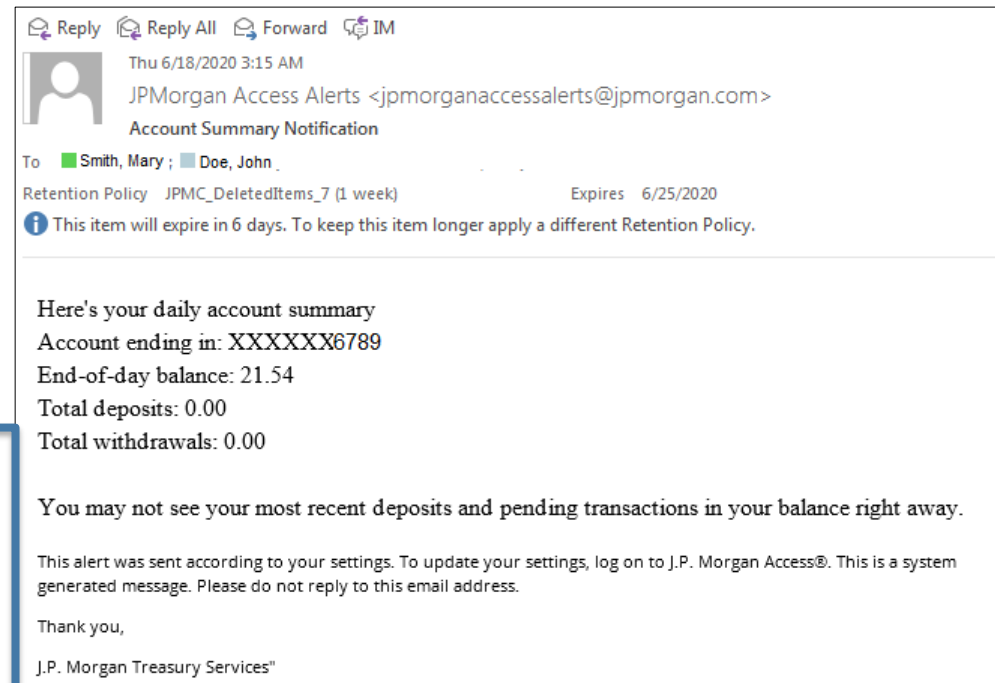 Reply Reply All Forward IM
Thu 6/18/2020 3:15 AM
JPMorgan Access Alerts <jpmorganaccessalerts@jpmorgan.com>
Account Summary Notification
To Smith, Mary ; Doe, John
Retention Policy JPMC_DeletedItems_7 (1 week) Expires 6/25/2020
This item will expire in 6 days. To keep this item longer apply a different Retention Policy.
Here's your daily account summary
Account ending in: XXXXXX6789
End-of-day balance: 21.54
Total deposits: 0.00
Total withdrawals: 0.00
You may not see your most recent deposits and pending transactions in your balance right away.
This alert was sent according to your settings. To update your settings, log on to J.P. Morgan Access®. This is a system
generated message. Please do not reply to this email address.
Thank you,
J.P. Morgan Treasury Services"